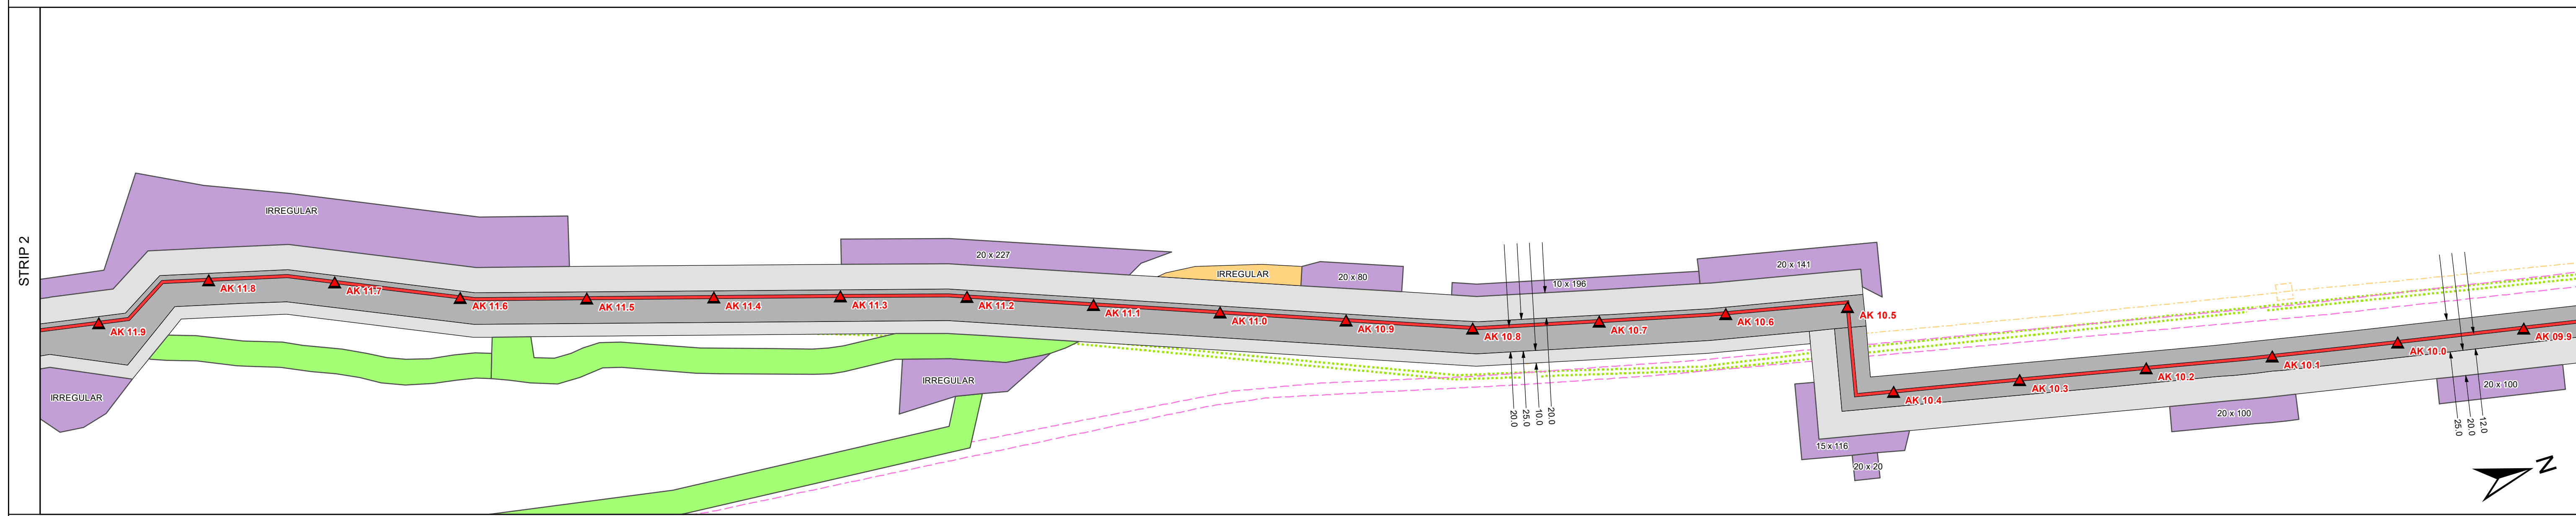 STRIP 2
IRREGULAR
AK 11.9
IRREGULAR
AK 11.8
AK 11.7
AK 11.6
AK 11.5
AK 11.4
AK 11.3
20 x 227
AK 11.2
IRREGULAR
AK 11.1
IRREGULAR
AK 11.0
20 x 80
AK 10.9
AK 10.8
20.0
25.0
10.0
20.0
10 x 196
AK 10.7
20 x 141
AK 10.6
AK 10.5
15 x 116
20 x 20
AK 10.4
AK 10.3
AK 10.2
20 x 100
AK 10.1
AK 10.0
25.0
20.0
12.0
20 x 100
AK 09.9
N